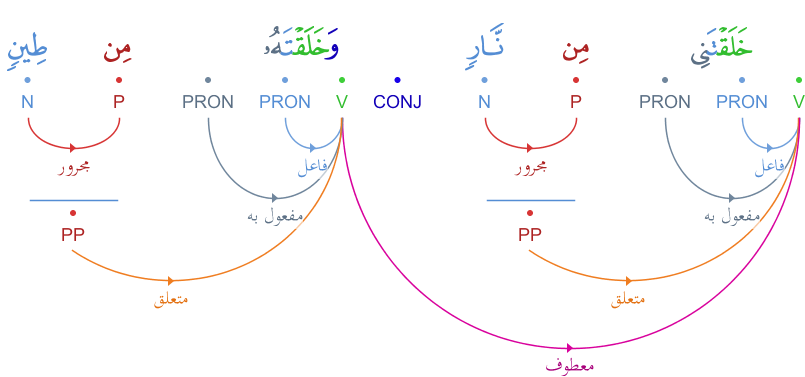 خَلَقۡتَنِي مِن نَّارٍ وَخَلَقۡتَهُۥ مِن طِينٍ
V PRON PRON P N CONJ V PRON PRON P N
فاعل مجرور فاعل مجرور
مفعول به مفعول به
PP PP
متعلق متعلق
معطوف